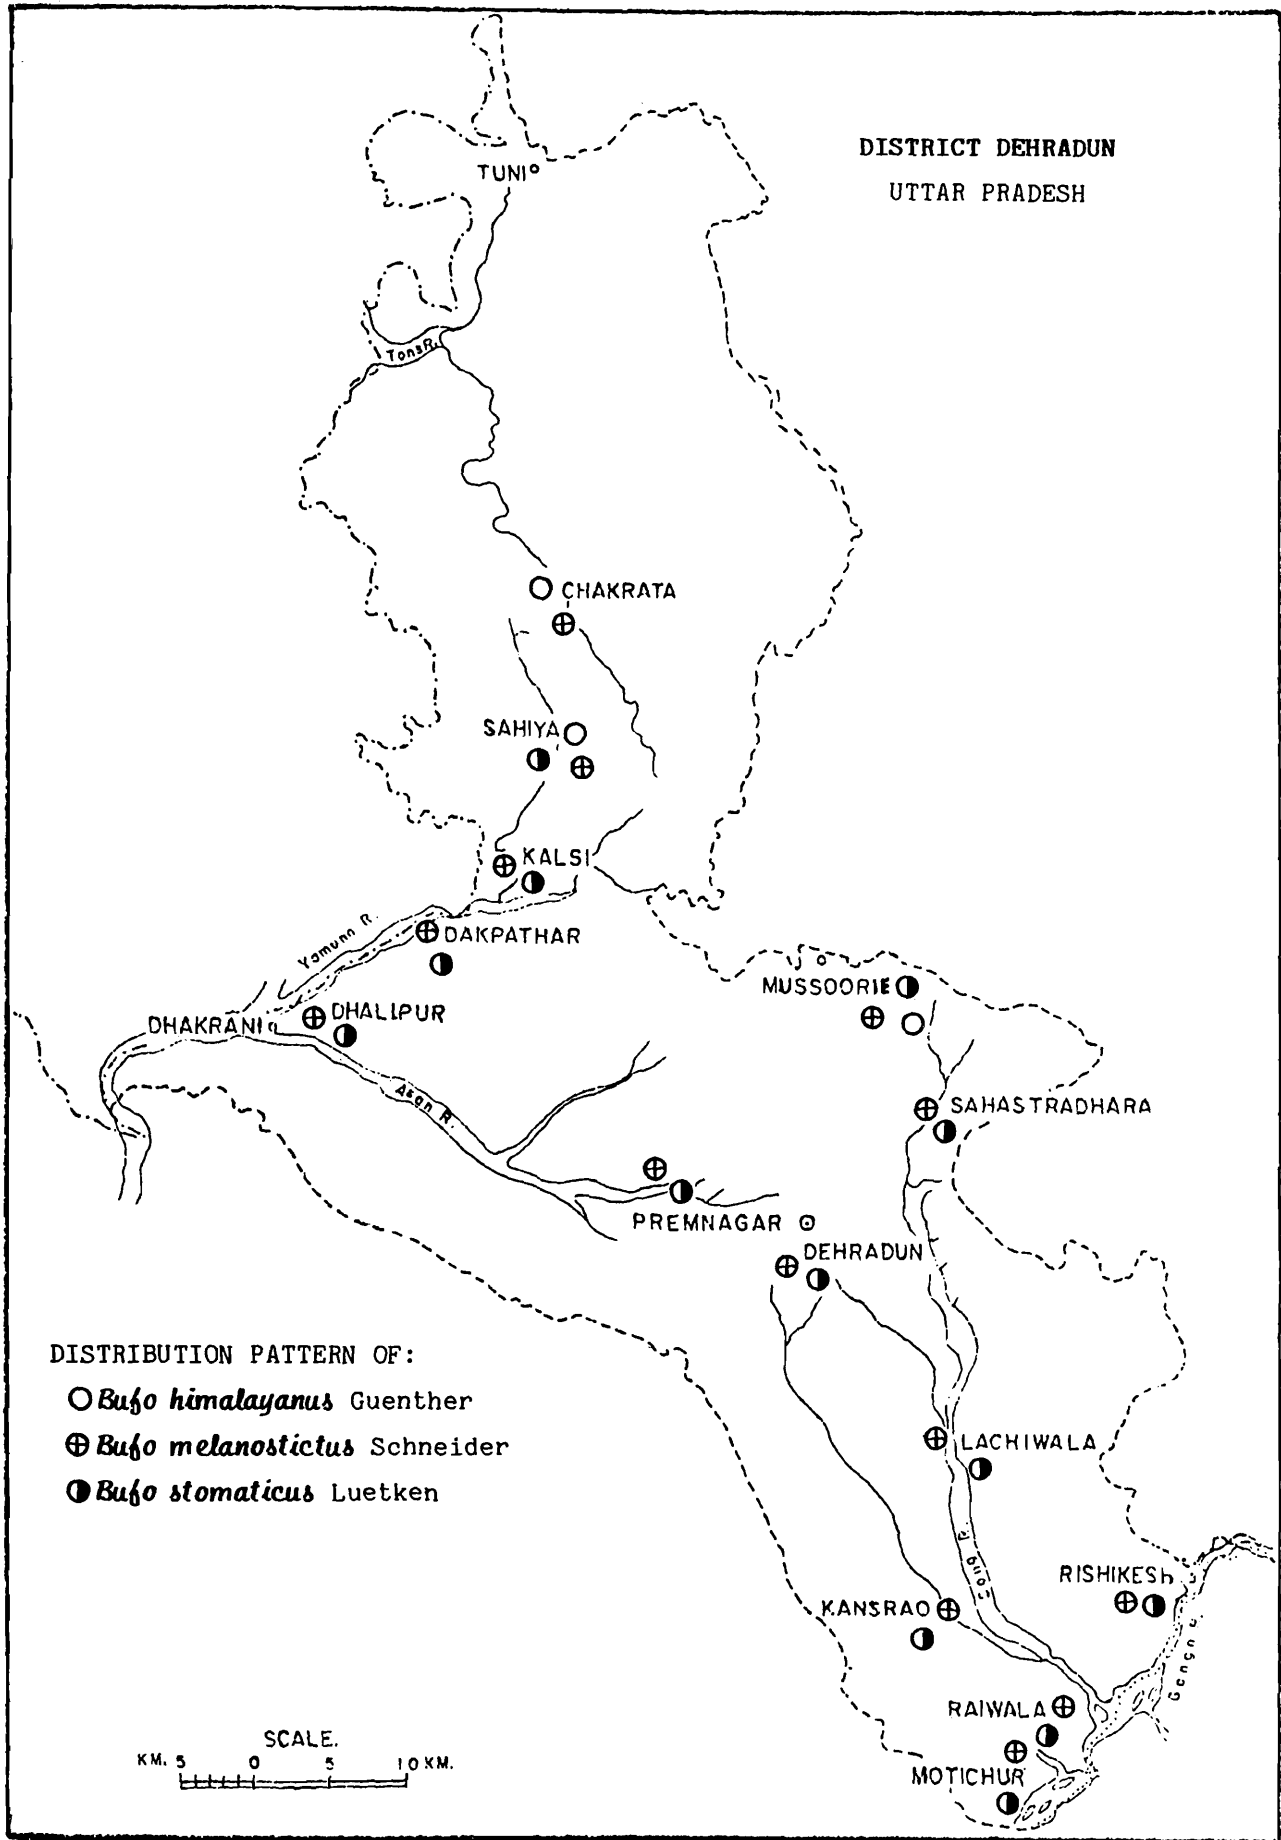 DISTRICT DEHRADUN
UTTAR PRADESH
TUNI
Tons R.
CHAKRATA
SAHIYA
KALSI
Yamuna R.
DAKPATHAR
MUSSOORIE
DHALIPUR
DHAKRANI
Asan R.
SAHASTRADHARA
PREMNAGAR
DEHRADUN
DISTRIBUTION PATTERN OF:
Bufo himalayanus Guenther
Bufo melanostictus Schneider
Bufo stomaticus Luetken
LACHIWALA
Song R.
RISHIKESh
KANSRAO
Ganga R.
RAIWALA
MOTICHUR
SCALE.
KM. 5 0 5 10 KM.